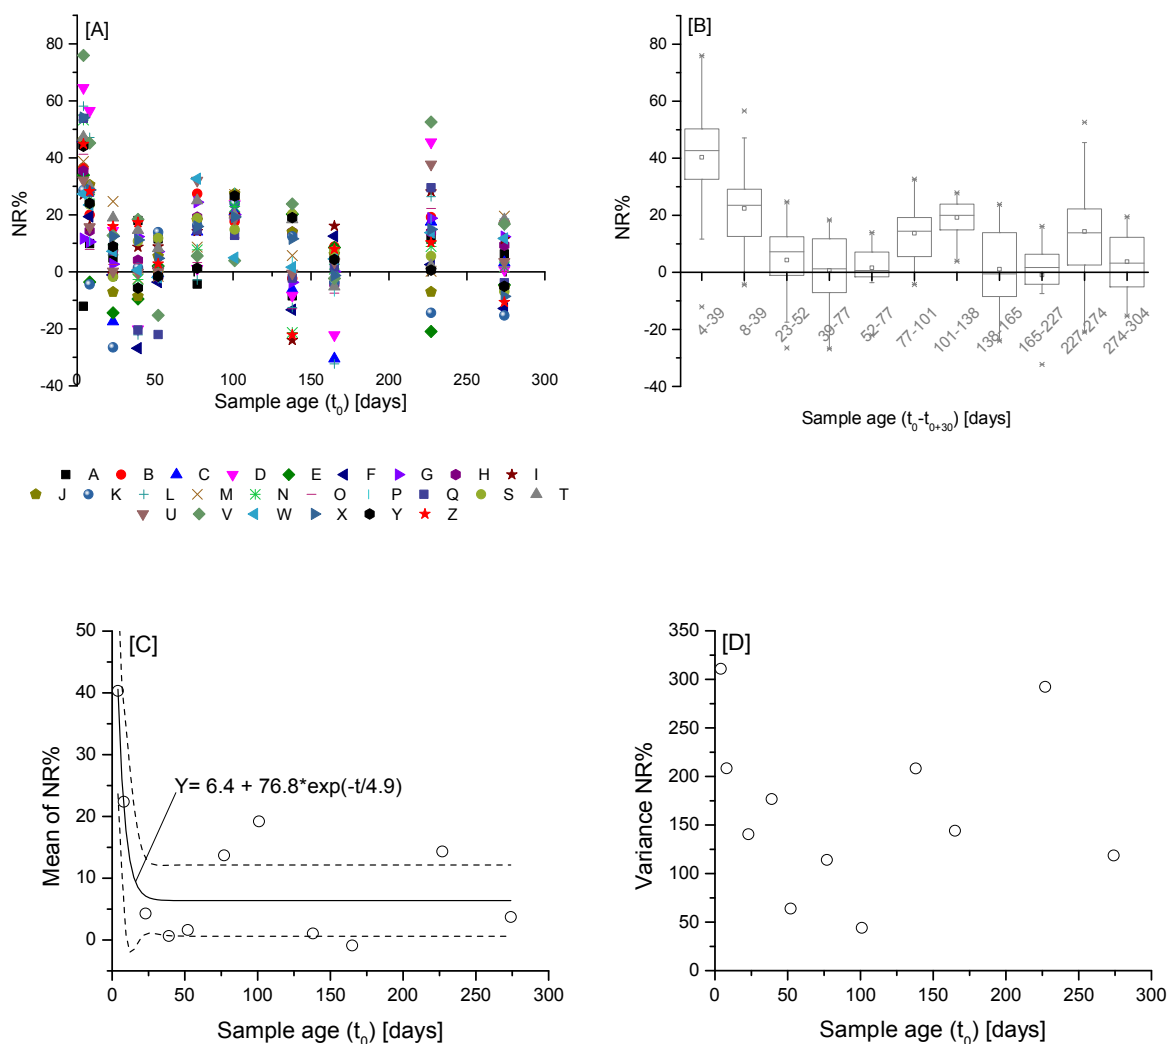 [A]
NR%
80
60
40
20
0
-20
-40
0 50 100 150 200 250 300
Sample age (t0) [days]
[B]
NR%
80
60
40
20
0
-20
-40
4-39 8-39 23-52 39-77 52-77 77-101 101-138 138-165 165-227 227-274 274-304
Sample age (t0-t0+30) [days]
A B C D E F G H I
J K L M N O P Q S T
U V W X Y Z
[C]
Mean of NR%
50
40
30
20
10
0
Y= 6.4 + 76.8*exp(-t/4.9)
0 50 100 150 200 250 300
Sample age (t0) [days]
[D]
Variance NR%
350
300
250
200
150
100
50
0
0 50 100 150 200 250 300
Sample age (t0) [days]